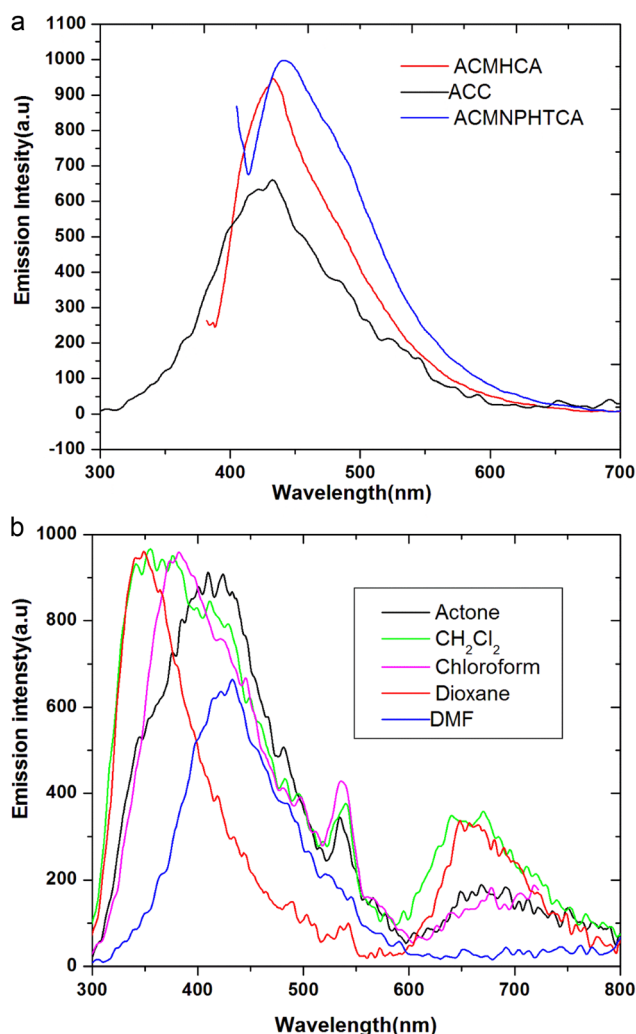 a
1100
1000
900
800
700
600
500
400
300
200
100
0
-100
Emission Intesity(a.u)
ACMHCA
ACC
ACMNPHTCA
300 400 500 600 700
Wavelength(nm)
b
1000
800
600
400
200
0
Emission intensty(a.u)
Actone
CH₂Cl₂
Chloroform
Dioxane
DMF
300 400 500 600 700 800
Wavelength(nm)